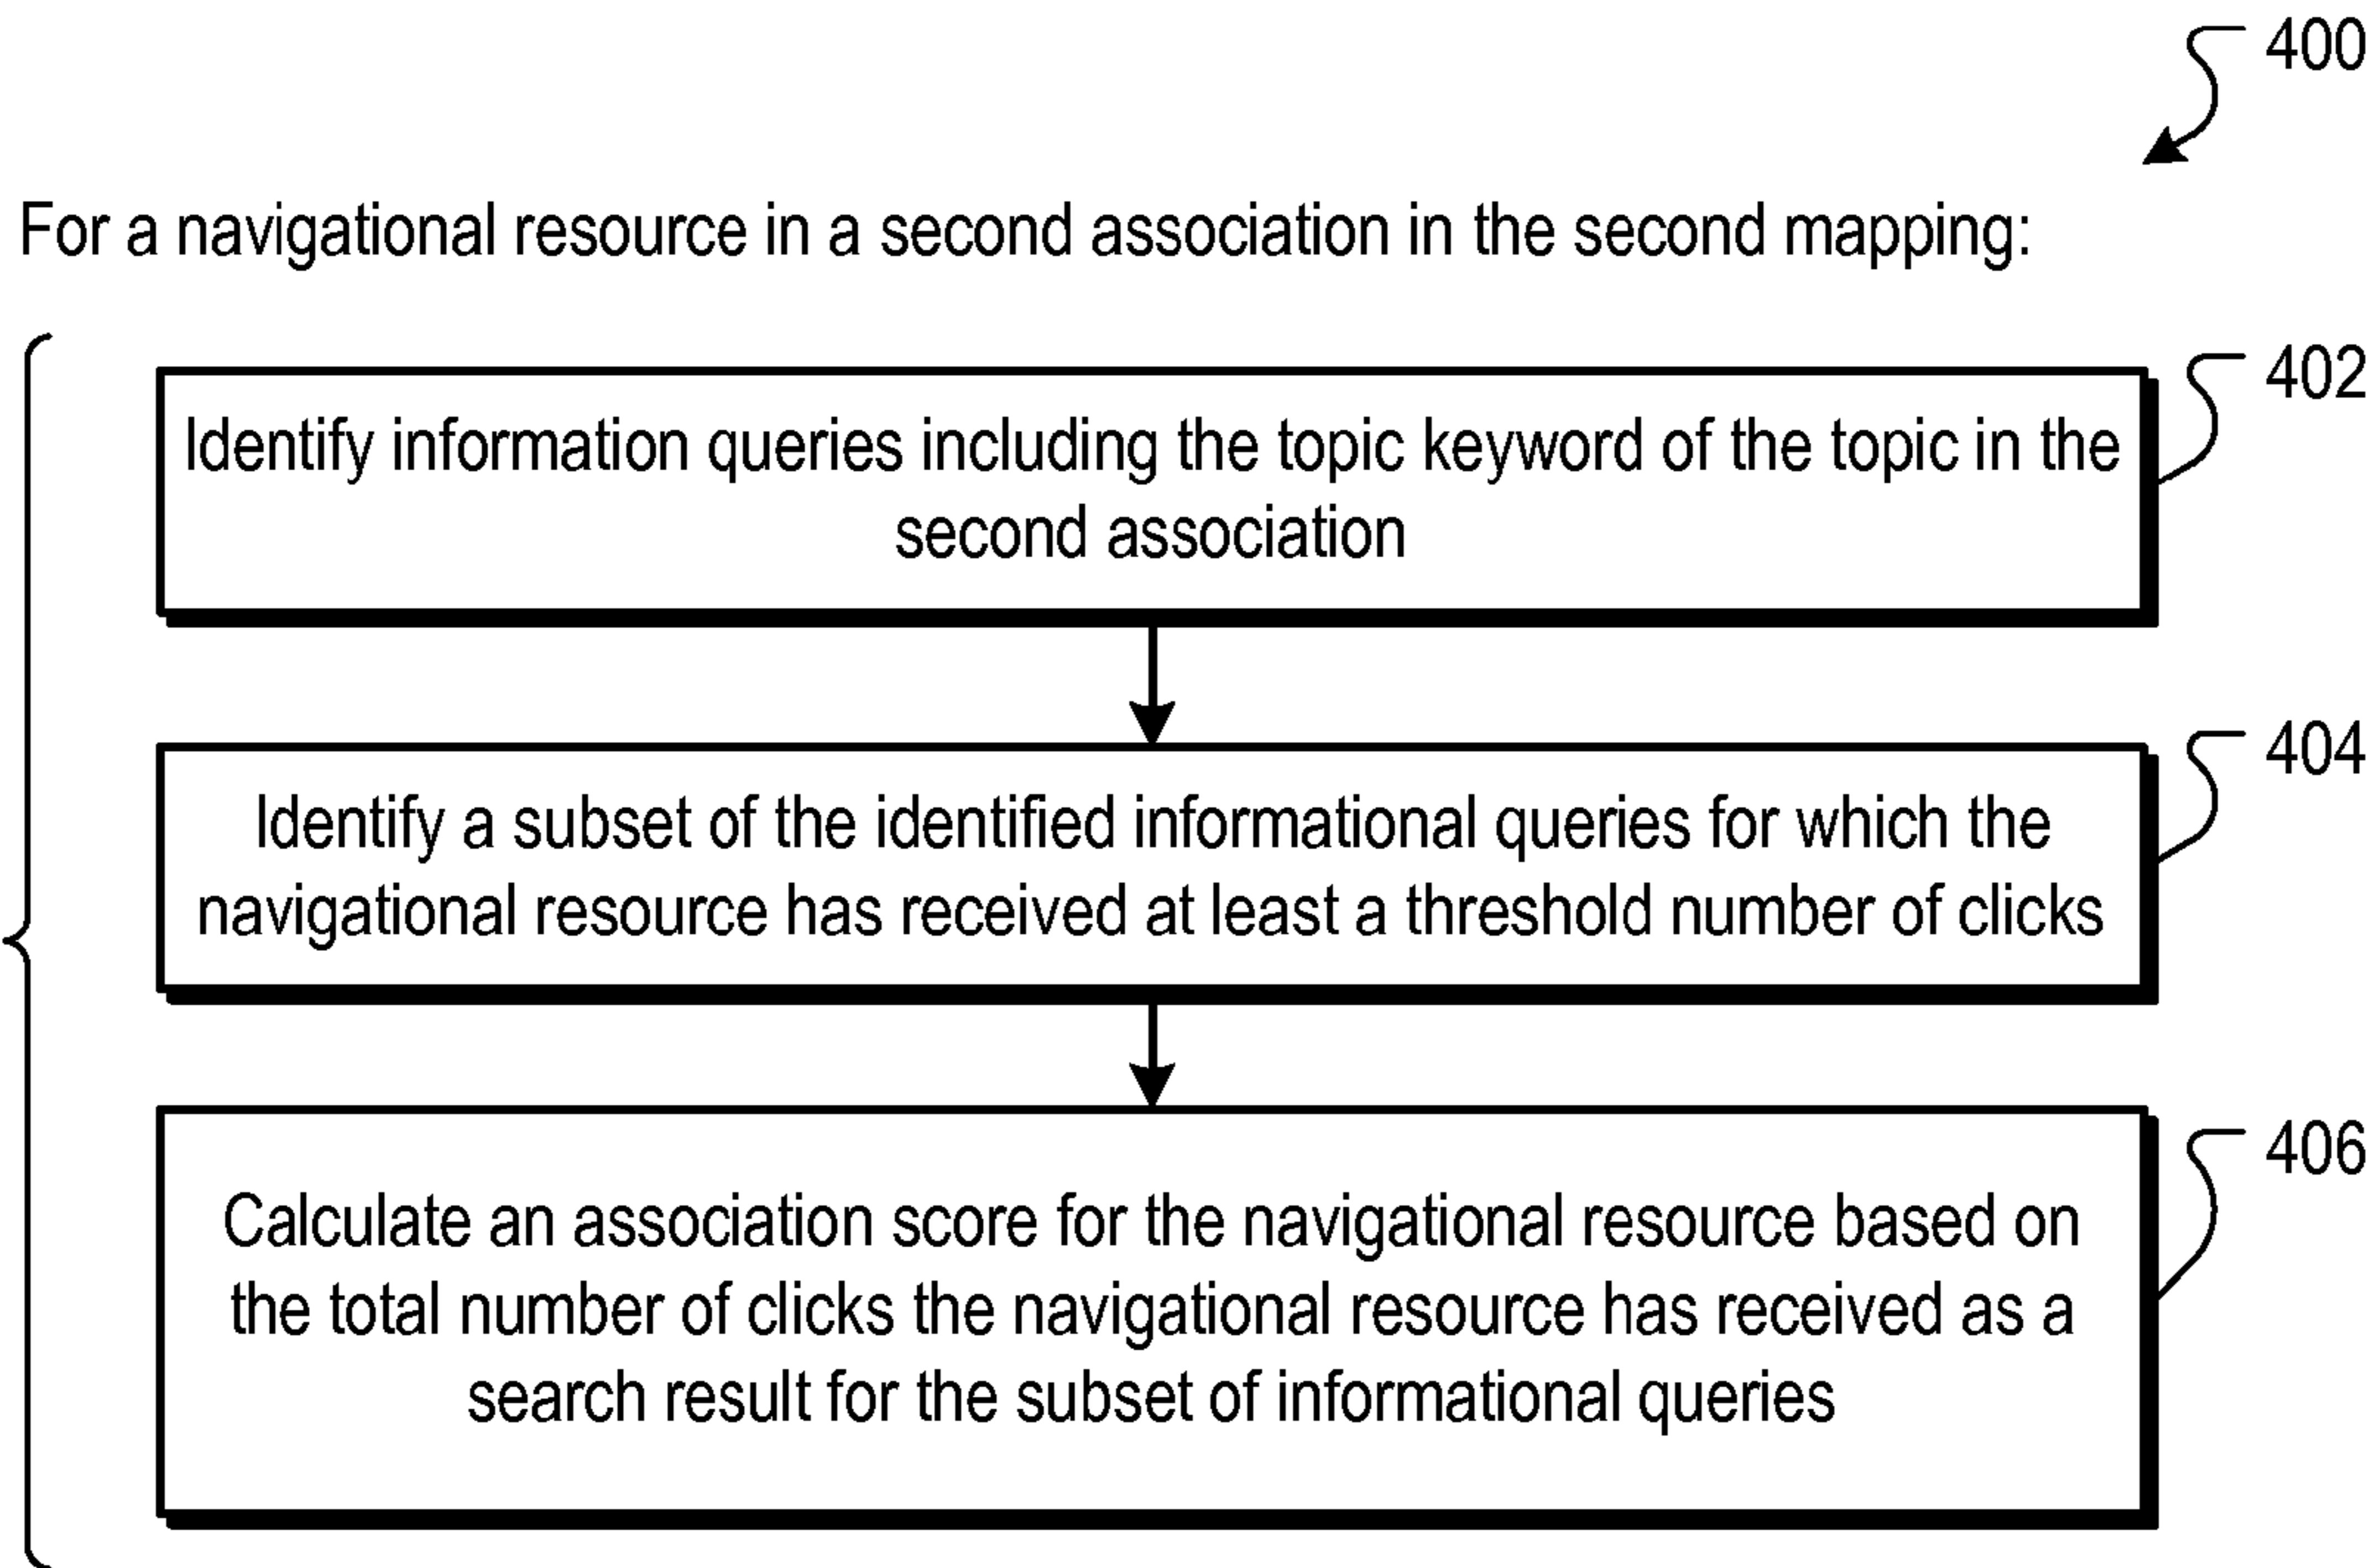 400
For a navigational resource in a second association in the second mapping:
402
Identify information queries including the topic keyword of the topic in the
second association
404
Identify a subset of the identified informational queries for which the
navigational resource has received at least a threshold number of clicks
406
Calculate an association score for the navigational resource based on
the total number of clicks the navigational resource has received as a
search result for the subset of informational queries